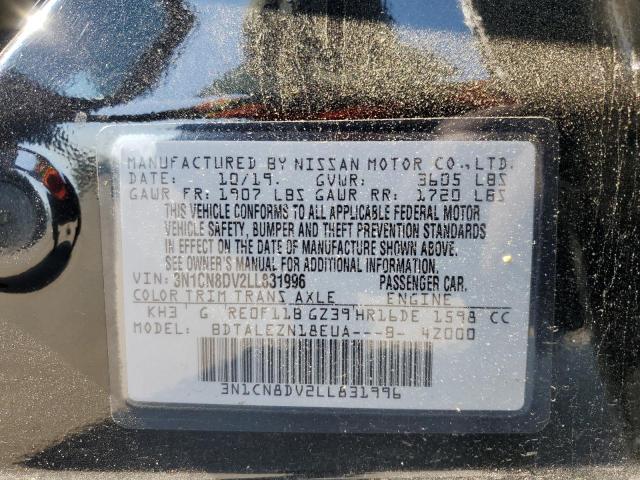 MANUFACTURED BY NISSAN MOTOR CO., LTD.
DATE: 10/19. GVWR: 3605 LBS
GAWR FR: 1907 LBS GAWR RR: 1720 LBS
THIS VEHICLE CONFORMS TO ALL APPLICABLE FEDERAL MOTOR
VEHICLE SAFETY, BUMPER AND THEFT PREVENTION STANDARDS
IN EFFECT ON THE DATE OF MANUFACTURE SHOWN ABOVE.
SEE OWNER'S MANUAL FOR ADDITIONAL INFORMATION.
VIN: 3N1CN8DV2LL831996 PASSENGER CAR.
COLOR TRIM TRANS AXLE ENGINE
KH3 G RE0F11B GZ39 HR16DE 1598 CC
MODEL: BDTALEZN18EUA---B- 4Z000
3N1CN8DV2LL831996